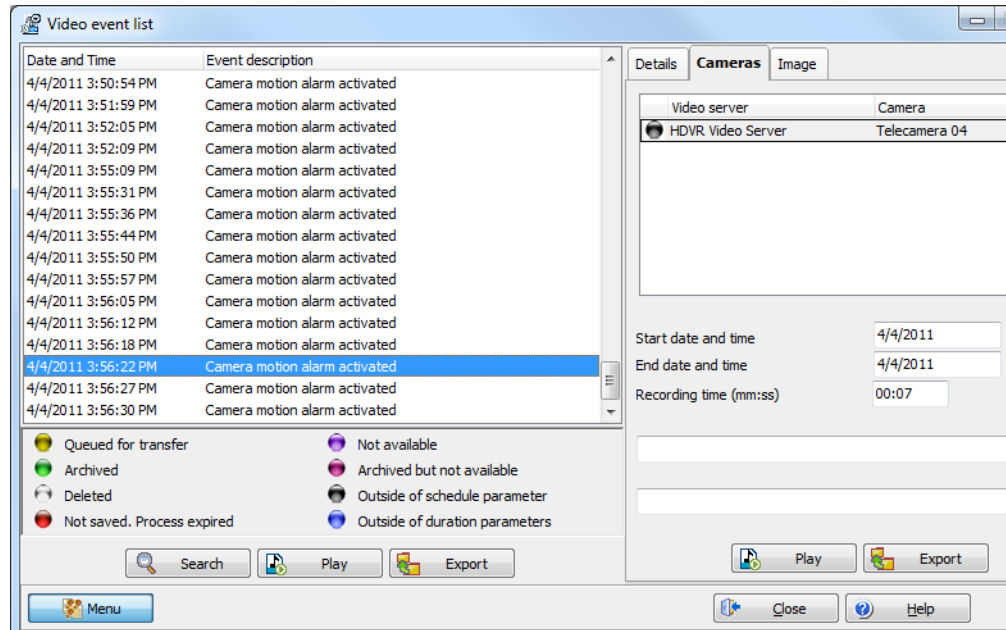 Video event list
Date and Time Event description
4/4/2011 3:50:54 PM Camera motion alarm activated
4/4/2011 3:51:59 PM Camera motion alarm activated
4/4/2011 3:52:05 PM Camera motion alarm activated
4/4/2011 3:52:09 PM Camera motion alarm activated
4/4/2011 3:55:09 PM Camera motion alarm activated
4/4/2011 3:55:31 PM Camera motion alarm activated
4/4/2011 3:55:36 PM Camera motion alarm activated
4/4/2011 3:55:44 PM Camera motion alarm activated
4/4/2011 3:55:50 PM Camera motion alarm activated
4/4/2011 3:55:57 PM Camera motion alarm activated
4/4/2011 3:56:05 PM Camera motion alarm activated
4/4/2011 3:56:12 PM Camera motion alarm activated
4/4/2011 3:56:18 PM Camera motion alarm activated
4/4/2011 3:56:22 PM Camera motion alarm activated
4/4/2011 3:56:27 PM Camera motion alarm activated
4/4/2011 3:56:30 PM Camera motion alarm activated
Queued for transfer Not available
Archived Archived but not available
Deleted Outside of schedule parameter
Not saved. Process expired Outside of duration parameters
Search Play Export
Details Cameras Image
Video server Camera
HDVR Video Server Telecamera 04
Start date and time 4/4/2011
End date and time 4/4/2011
Recording time (mm:ss) 00:07
Play Export
Menu Close Help